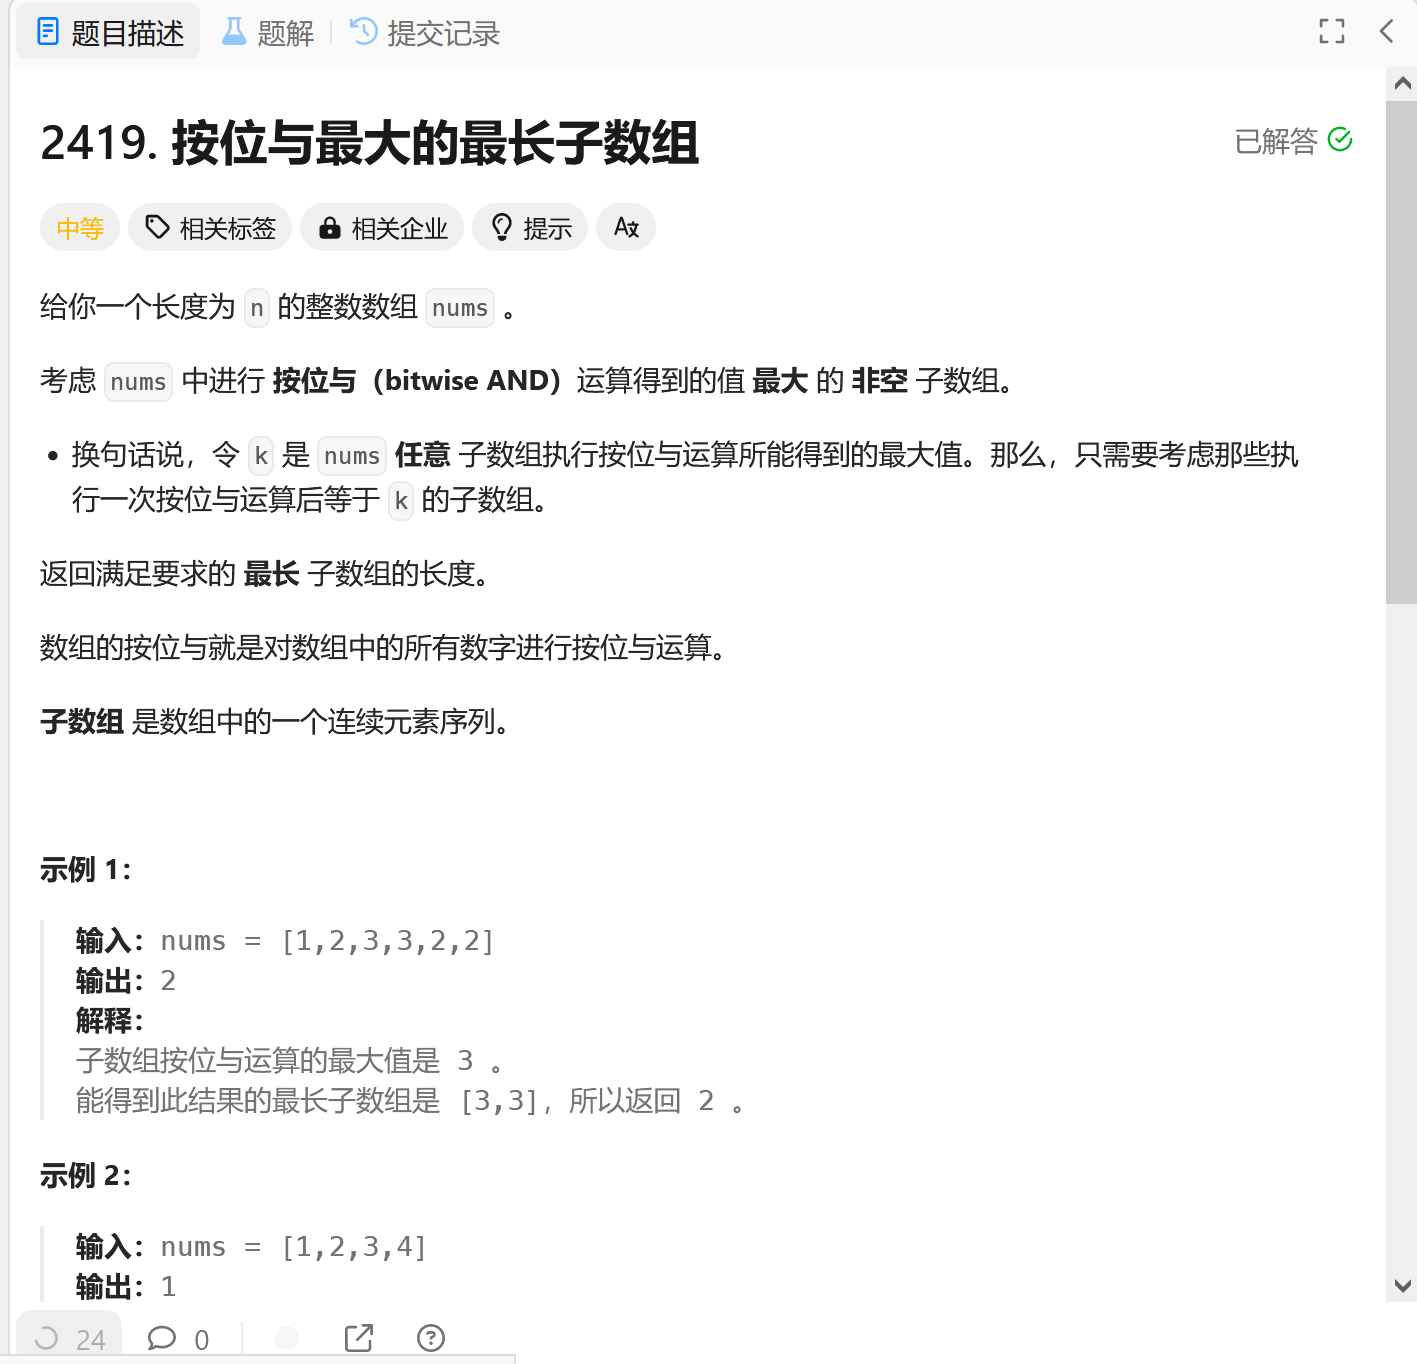 题目描述 题解 提交记录
2419. 按位与最大的最长子数组 已解答
中等 相关标签 相关企业 提示
给你一个长度为 n 的整数数组 nums 。
考虑 nums 中进行 按位与（bitwise AND）运算得到的值 最大 的 非空 子数组。
• 换句话说，令 k 是 nums 任意 子数组执行按位与运算所能得到的最大值。那么，只需要考虑那些执
行一次按位与运算后等于 k 的子数组。
返回满足要求的 最长 子数组的长度。
数组的按位与就是对数组中的所有数字进行按位与运算。
子数组 是数组中的一个连续元素序列。
示例 1：
输入：nums = [1,2,3,3,2,2]
输出：2
解释：
子数组按位与运算的最大值是 3 。
能得到此结果的最长子数组是 [3,3]，所以返回 2 。
示例 2：
输入：nums = [1,2,3,4]
输出：1
24 0